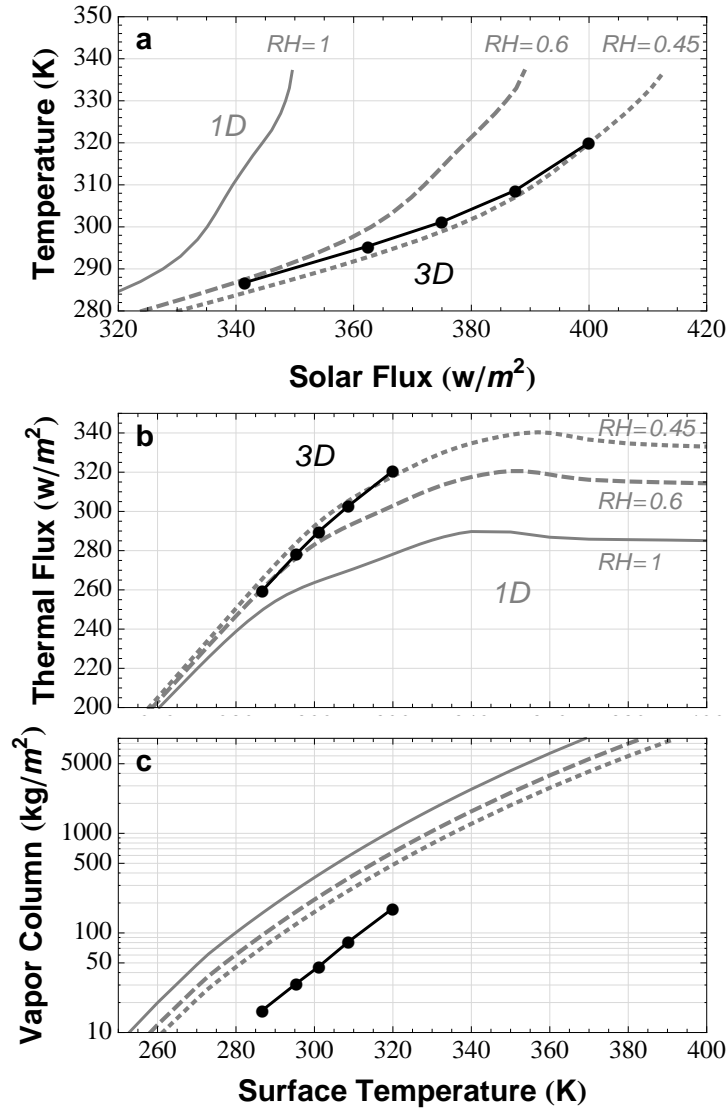 350
340
330
320
310
300
290
280
Temperature (K)
a
RH=1
RH=0.6
RH=0.45
1D
3D
320
340
360
380
400
420
Solar Flux (w/m²)
340
320
300
280
260
240
220
200
Thermal Flux (w/m²)
b
3D
RH=0.45
RH=0.6
RH=1
1D
5000
1000
500
100
50
10
Vapor Column (kg/m²)
c
260
280
300
320
340
360
380
400
Surface Temperature (K)